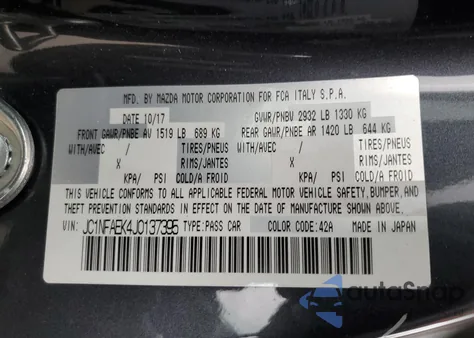 MFD. BY MAZDA MOTOR CORPORATION FOR FCA ITALY S.P.A.
DATE 10/17 GVWR/PNBV 2932 LB 1330 KG
FRONT GAWR/PNBE AV 1519 LB 689 KG REAR GAWR/PNBE AR 1420 LB 644 KG
WITH/AVEC / TIRES/PNEUS WITH/AVEC / TIRES/PNEUS
X RIMS/JANTES X RIMS/JANTES
KPA/ PSI COLD/A FROID KPA/ PSI COLD/A FROID
THIS VEHICLE CONFORMS TO ALL APPLICABLE FEDERAL MOTOR VEHICLE SAFETY, BUMPER, AND
THEFT PREVENTION STANDARDS IN EFFECT ON THE DATE OF MANUFACTURE SHOWN ABOVE.
VIN: JC1NFAEK4J0137395 TYPE:PASS CAR COLOR CODE:42A MADE IN JAPAN
autoSnap